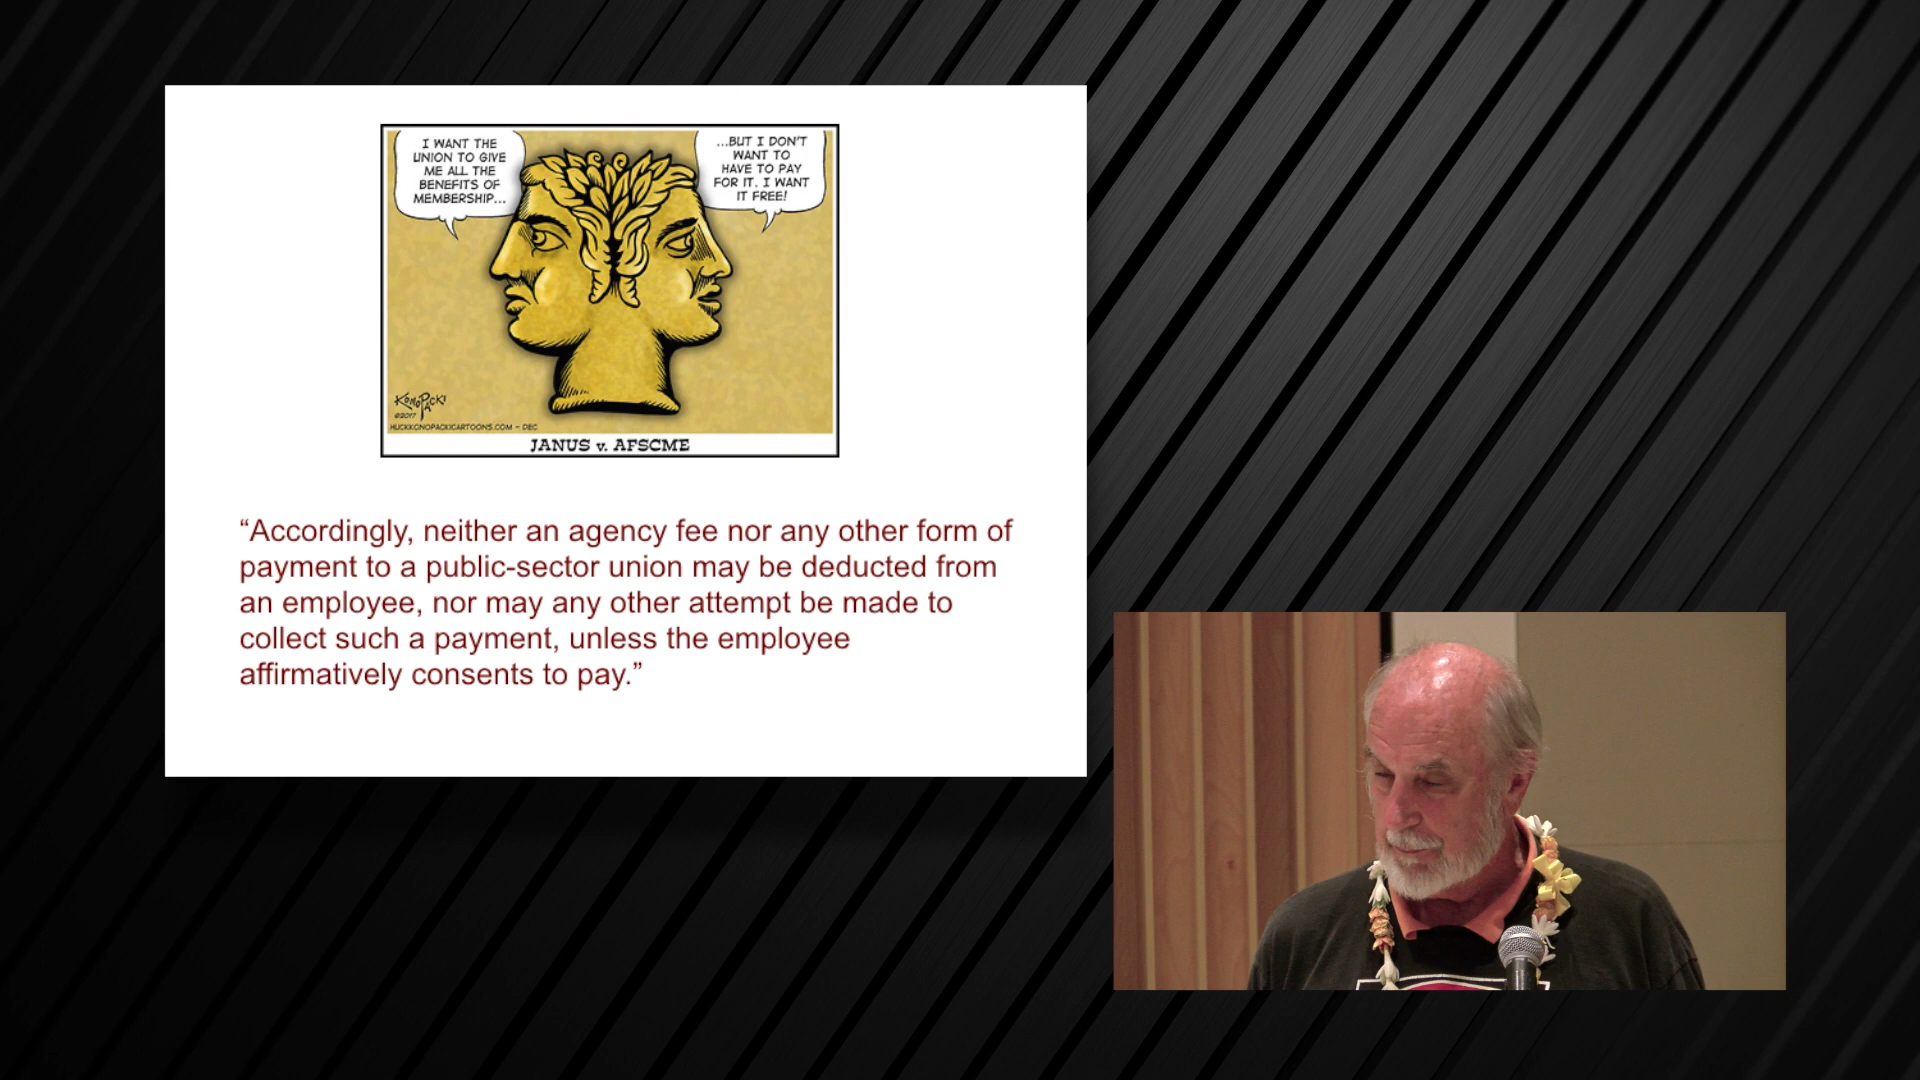 I WANT THE
UNION TO GIVE
ME ALL THE
BENEFITS OF
MEMBERSHIP...
...BUT I DON'T
WANT TO
HAVE TO PAY
FOR IT. I WANT
IT FREE!
KONOPACKI
©2017
HUCKKONOPACKICARTOONS.COM – DEC
JANUS v. AFSCME
“Accordingly, neither an agency fee nor any other form of
payment to a public-sector union may be deducted from
an employee, nor may any other attempt be made to
collect such a payment, unless the employee
affirmatively consents to pay.”